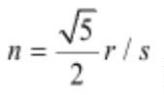 n = √5/2 r / s